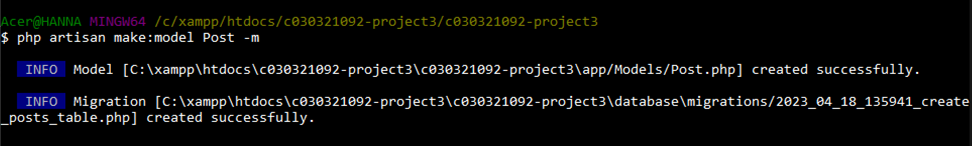 Acer@HANNA MINGW64 /c/xampp/htdocs/c030321092-project3/c030321092-project3
$ php artisan make:model Post -m
INFO Model [C:\xampp\htdocs\c030321092-project3\c030321092-project3\app/Models/Post.php] created successfully.
INFO Migration [C:\xampp\htdocs\c030321092-project3\c030321092-project3\database\migrations/2023_04_18_135941_create
_posts_table.php] created successfully.